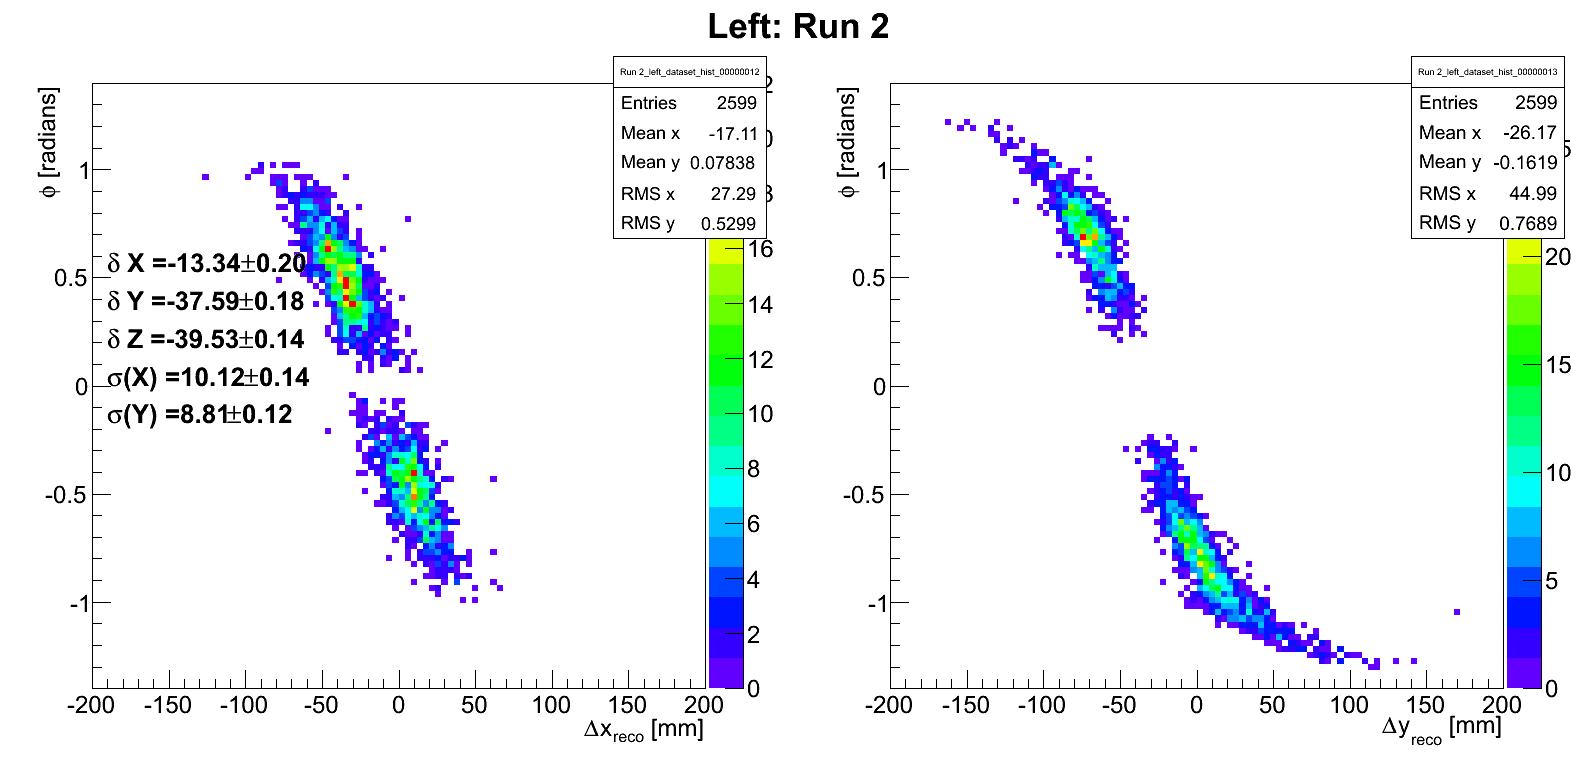 Left: Run 2
Run 2_left_dataset_hist_00000012
Entries 2599
Mean x -17.11
Mean y 0.07838
RMS x 27.29
RMS y 0.5299
ϕ [radians]
1
0.5
0
-0.5
-1
δ X =-13.34±0.20
δ Y =-37.59±0.18
δ Z =-39.53±0.14
σ(X) =10.12±0.14
σ(Y) =8.81±0.12
2
0
8
16
14
12
10
8
6
4
2
0
-200 -150 -100 -50 0 50 100 150 200
Δx_reco [mm]
Run 2_left_dataset_hist_00000013
Entries 2599
Mean x -26.17
Mean y -0.1619
RMS x 44.99
RMS y 0.7689
ϕ [radians]
1
0.5
0
-0.5
-1
5
20
15
10
5
0
-200 -150 -100 -50 0 50 100 150 200
Δy_reco [mm]